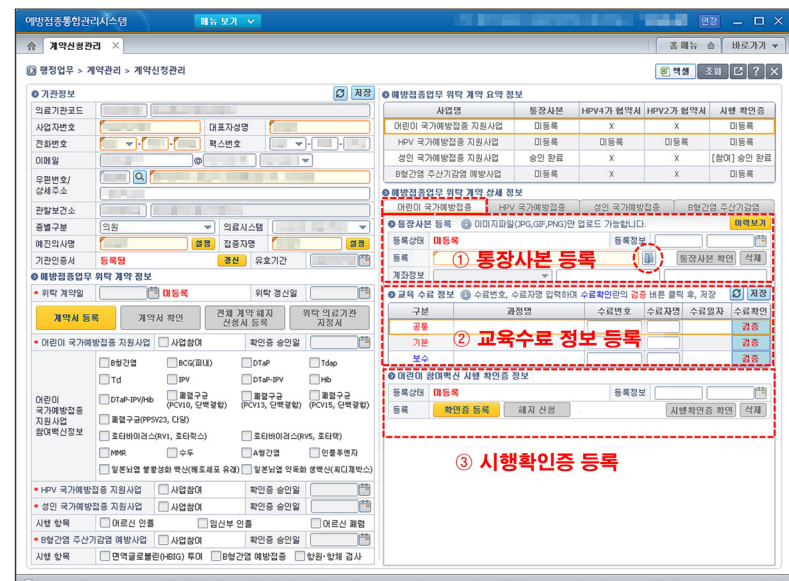 예방접종통합관리시스템
메뉴 보기
연장
계약신청관리 ×
홈 메뉴
바로가기
행정업무 > 계약관리 > 계약신청관리
엑셀
조회
기관정보
저장
의료기관코드
사업자번호
대표자성명
전화번호
팩스번호
이메일
@
우편번호/
상세주소
관할보건소
종별구분
의원
의료시스템
예진의사명
설정
접종자명
설정
기관인증서
등록됨
갱신
유효기간
예방접종업무 위탁 계약 정보
* 위탁 계약일
미등록
위탁 갱신일
계약서 등록
계약서 확인
전체 계약 해지
신청서 등록
위탁 의료기관
지정서
* 어린이 국가예방접종 지원사업
사업참여
확인증 승인일
어린이
국가예방접종
지원사업
참여백신정보
B형간염
BCG(피내)
DTaP
Tdap
Td
IPV
DTaP-IPV
Hib
DTaP-IPV/Hib
폐렴구균
(PCV10, 단백결합)
폐렴구균
(PCV13, 단백결합)
폐렴구균
(PCV15, 단백결합)
폐렴구균(PPSV23, 다당)
로타바이러스(RV1, 로타릭스)
로타바이러스(RV5, 로타텍)
MMR
수두
A형간염
인플루엔자
일본뇌염 불활성화 백신(베로세포 유래)
일본뇌염 약독화 생백신(씨디제박스)
* HPV 국가예방접종 지원사업
사업참여
확인증 승인일
* 성인 국가예방접종 지원사업
사업참여
확인증 승인일
시행 항목
어르신 인플
임신부 인플
어르신 폐렴
* B형간염 주산기감염 예방사업
사업참여
확인증 승인일
시행 항목
면역글로불린(HBIG) 투여
B형간염 예방접종
항원·항체 검사
예방접종업무 위탁 계약 요약 정보
사업명 통장사본 HPV4가 협약서 HPV2가 협약서 시행 확인증
어린이 국가예방접종 지원사업 미등록 X X 미등록
HPV 국가예방접종 지원사업 미등록 미등록 미등록 미등록
성인 국가예방접종 지원사업 승인 완료 X X [참여] 승인 완료
B형간염 주산기감염 예방사업 미등록 X X 미등록
예방접종업무 위탁 계약 상세 정보
어린이 국가예방접종
HPV 국가예방접종
성인 국가예방접종
B형간염 주산기감염
통장사본 등록
이미지파일(JPG,GIF,PNG)만 업로드 가능합니다.
이력보기
등록상태
미등록
등록정보
등록
① 통장사본 등록
통장사본 확인
삭제
계좌정보
교육 수료 정보
수료번호, 수료자명 입력하여 수료확인란의 검증 버튼 클릭 후, 저장
저장
구분 과정명 수료번호 수료자명 수료일자 수료확인
공통
검증
기본
② 교육수료 정보 등록
검증
보수
검증
어린이 참여백신 시행 확인증 정보
등록상태
미등록
등록정보
등록
확인증 등록
해지 신청
시행확인증 확인
삭제
③ 시행확인증 등록